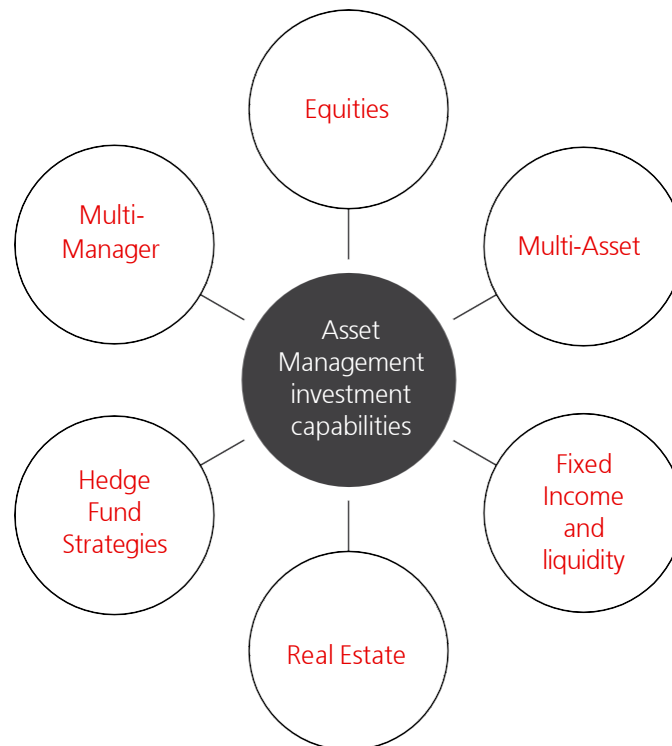 Equities
Multi-
Manager
Multi-Asset
Asset
Management
investment
capabilities
Hedge
Fund
Strategies
Fixed
Income
and
liquidity
Real Estate